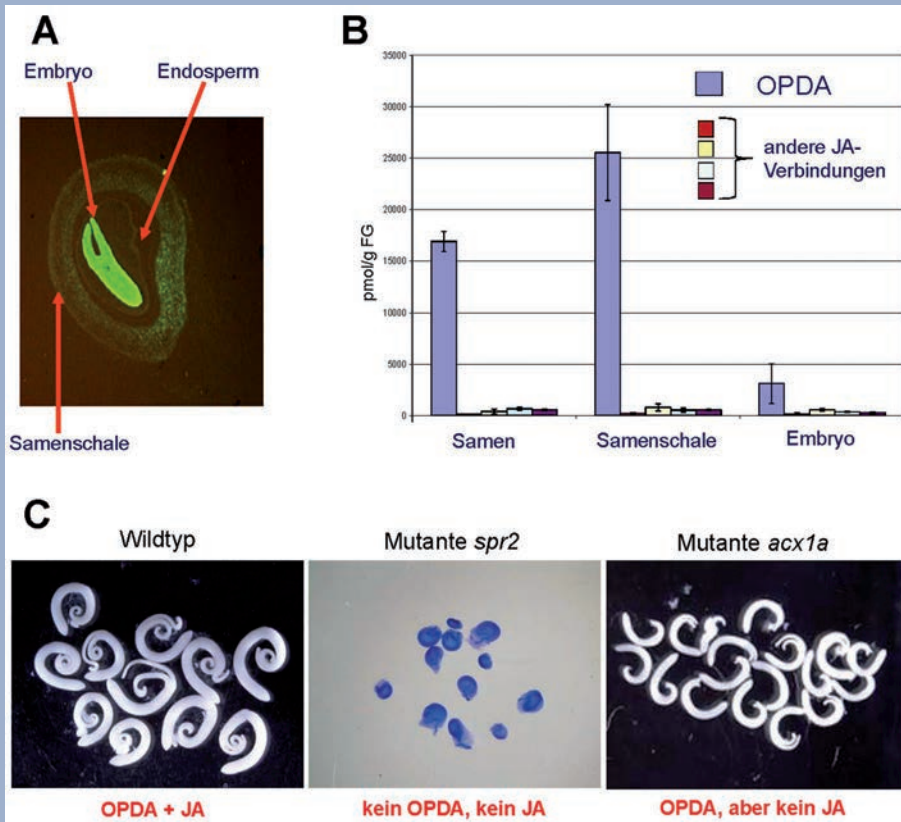 A
Embryo
Endosperm
Samenschale
B
35000
30000
25000
20000
15000
10000
5000
0
pmol/g FG
OPDA
andere JA-
Verbindungen
Samen
Samenschale
Embryo
C
Wildtyp
Mutante spr2
Mutante acx1a
OPDA + JA
kein OPDA, kein JA
OPDA, aber kein JA